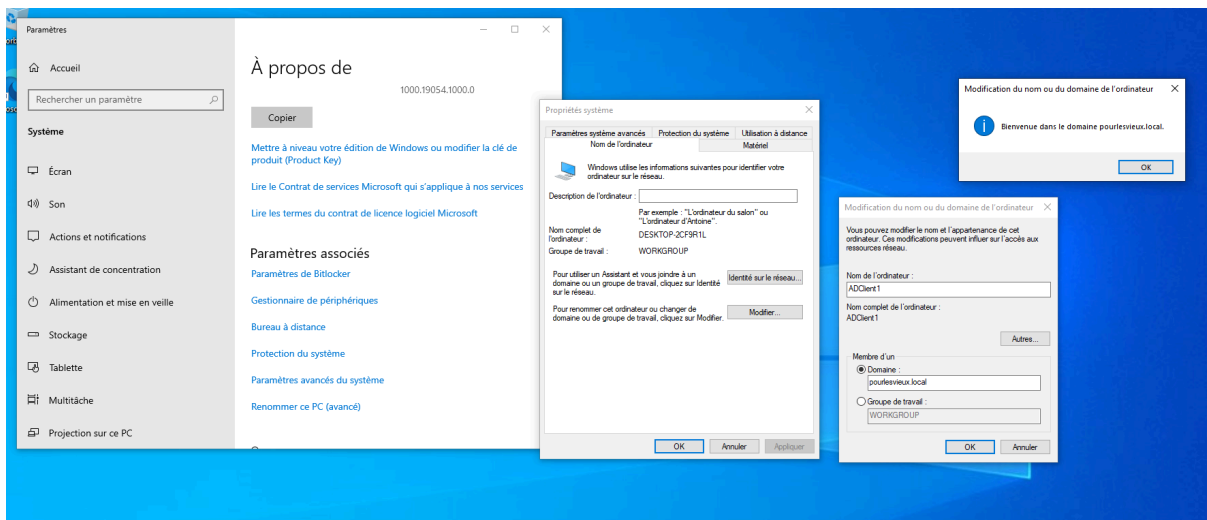 Paramètres
Accueil
Rechercher un paramètre
Système
Écran
Son
Actions et notifications
Assistant de concentration
Alimentation et mise en veille
Stockage
Tablette
Multitâche
Projection sur ce PC
À propos de
1000.19054.1000.0
Copier
Mettre à niveau votre édition de Windows ou modifier la clé de
produit (Product Key)
Lire le Contrat de services Microsoft qui s'applique à nos services
Lire les termes du contrat de licence logiciel Microsoft
Paramètres associés
Paramètres de Bitlocker
Gestionnaire de périphériques
Bureau à distance
Protection du système
Paramètres avancés du système
Renommer ce PC (avancé)
Propriétés système
Paramètres système avancés
Protection du système
Utilisation à distance
Nom de l'ordinateur
Matériel
Windows utilise les informations suivantes pour identifier votre
ordinateur sur le réseau.
Description de l'ordinateur :
Par exemple : "L'ordinateur du salon" ou
"L'ordinateur d'Antoine".
Nom complet de
l'ordinateur :
DESKTOP-2CF9R1L
Groupe de travail :
WORKGROUP
Pour utiliser un Assistant et vous joindre à un
domaine ou un groupe de travail, cliquez sur Identité
sur le réseau.
Identité sur le réseau...
Pour renommer cet ordinateur ou changer de
domaine ou de groupe de travail, cliquez sur Modifier.
Modifier...
OK
Annuler
Appliquer
Modification du nom ou du domaine de l'ordinateur
Bienvenue dans le domaine pourlesvieux.local.
OK
Modification du nom ou du domaine de l'ordinateur
Vous pouvez modifier le nom et l'appartenance de cet
ordinateur. Ces modifications peuvent influer sur l'accès aux
ressources réseau.
Nom de l'ordinateur :
ADClient1
Nom complet de l'ordinateur :
ADClient1
Autres...
Membre d'un
Domaine :
pourlesvieux.local
Groupe de travail :
WORKGROUP
OK
Annuler